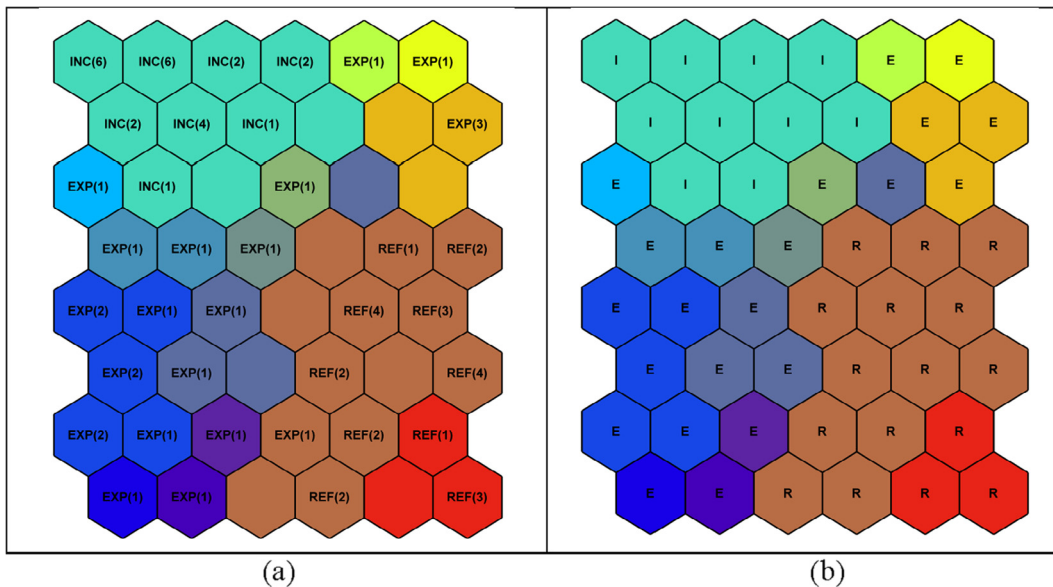 INC(6) INC(6) INC(2) INC(2) EXP(1) EXP(1)
INC(2) INC(4) INC(1) EXP(3)
EXP(1) INC(1) EXP(1)
EXP(1) EXP(1) EXP(1) REF(1) REF(2)
EXP(2) EXP(1) EXP(1) REF(4) REF(3)
EXP(2) EXP(1) REF(2) REF(4)
EXP(2) EXP(1) EXP(1) EXP(1) REF(2) REF(1)
EXP(1) EXP(1) REF(2) REF(3)
(a)
I I I I E E
I I I I E E
E I I E E E
E E E R R R
E E E R R R
E E E R R R
E E E R R R
E E R R R R
(b)